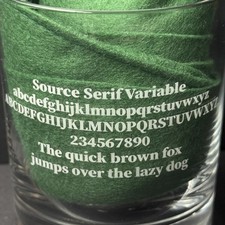 Source Serif Variable
abcdefghijklmnopqrstuvwxyz
ABCDEFGHIJKLMNOPQRSTUVWXYZ
234567890
The quick brown fox
jumps over the lazy dog